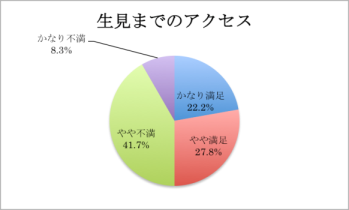 生見までのアクセス
かなり不満
8.3%
かなり満足
22.2%
やや不満
41.7%
やや満足
27.8%